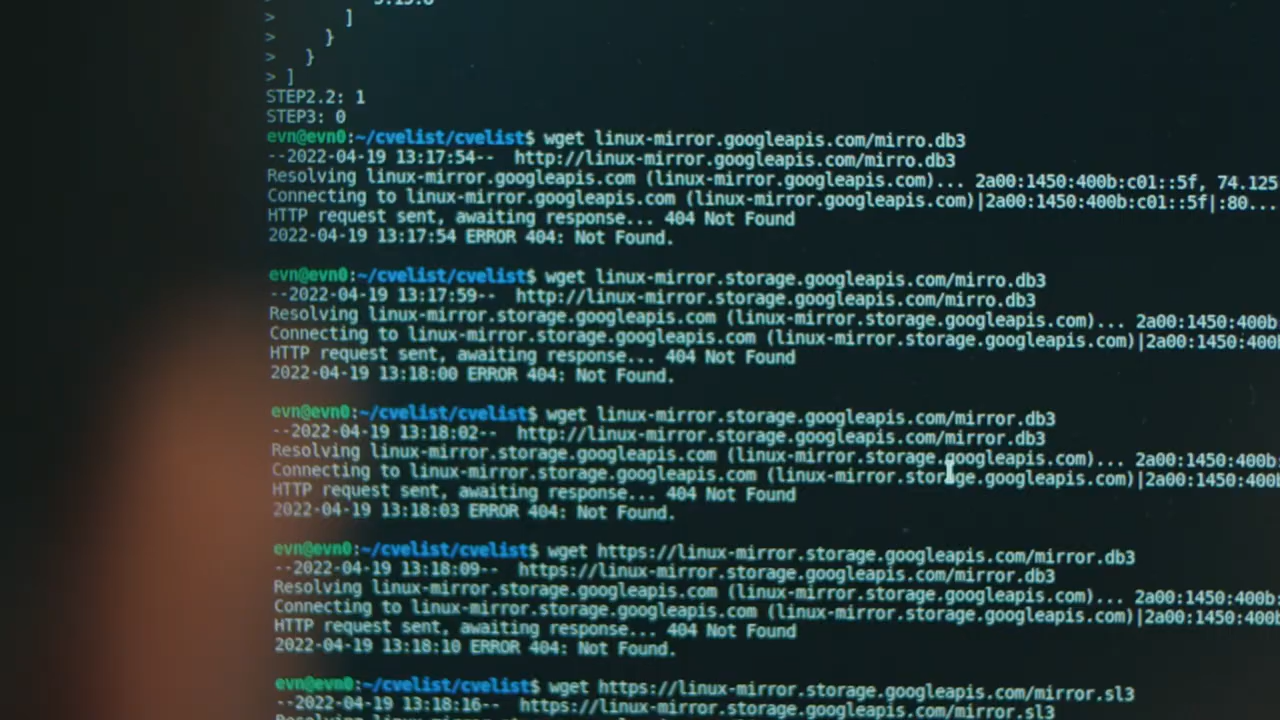 > ]
> }
> }
> ]
STEP2.2: 1
STEP3: 0
evn@evn0:~/cvelist/cvelist$ wget linux-mirror.googleapis.com/mirro.db3
--2022-04-19 13:17:54-- http://linux-mirror.googleapis.com/mirro.db3
Resolving linux-mirror.googleapis.com (linux-mirror.googleapis.com)... 2a00:1450:400b:c01::5f, 74.125
Connecting to linux-mirror.googleapis.com (linux-mirror.googleapis.com)|2a00:1450:400b:c01::5f|:80...
HTTP request sent, awaiting response... 404 Not Found
2022-04-19 13:17:54 ERROR 404: Not Found.
evn@evn0:~/cvelist/cvelist$ wget linux-mirror.storage.googleapis.com/mirro.db3
--2022-04-19 13:17:59-- http://linux-mirror.storage.googleapis.com/mirro.db3
Resolving linux-mirror.storage.googleapis.com (linux-mirror.storage.googleapis.com)... 2a00:1450:400b
Connecting to linux-mirror.storage.googleapis.com (linux-mirror.storage.googleapis.com)|2a00:1450:400b
HTTP request sent, awaiting response... 404 Not Found
2022-04-19 13:18:00 ERROR 404: Not Found.
evn@evn0:~/cvelist/cvelist$ wget linux-mirror.storage.googleapis.com/mirror.db3
--2022-04-19 13:18:02-- http://linux-mirror.storage.googleapis.com/mirror.db3
Resolving linux-mirror.storage.googleapis.com (linux-mirror.storage.googleapis.com)... 2a00:1450:400b:
Connecting to linux-mirror.storage.googleapis.com (linux-mirror.storage.googleapis.com)|2a00:1450:400b
HTTP request sent, awaiting response... 404 Not Found
2022-04-19 13:18:03 ERROR 404: Not Found.
evn@evn0:~/cvelist/cvelist$ wget https://linux-mirror.storage.googleapis.com/mirror.db3
--2022-04-19 13:18:09-- https://linux-mirror.storage.googleapis.com/mirror.db3
Resolving linux-mirror.storage.googleapis.com (linux-mirror.storage.googleapis.com)... 2a00:1450:400b:
Connecting to linux-mirror.storage.googleapis.com (linux-mirror.storage.googleapis.com)|2a00:1450:400b
HTTP request sent, awaiting response... 404 Not Found
2022-04-19 13:18:10 ERROR 404: Not Found.
evn@evn0:~/cvelist/cvelist$ wget https://linux-mirror.storage.googleapis.com/mirror.sl3
--2022-04-19 13:18:16-- https://linux-mirror.storage.googleapis.com/mirror.sl3